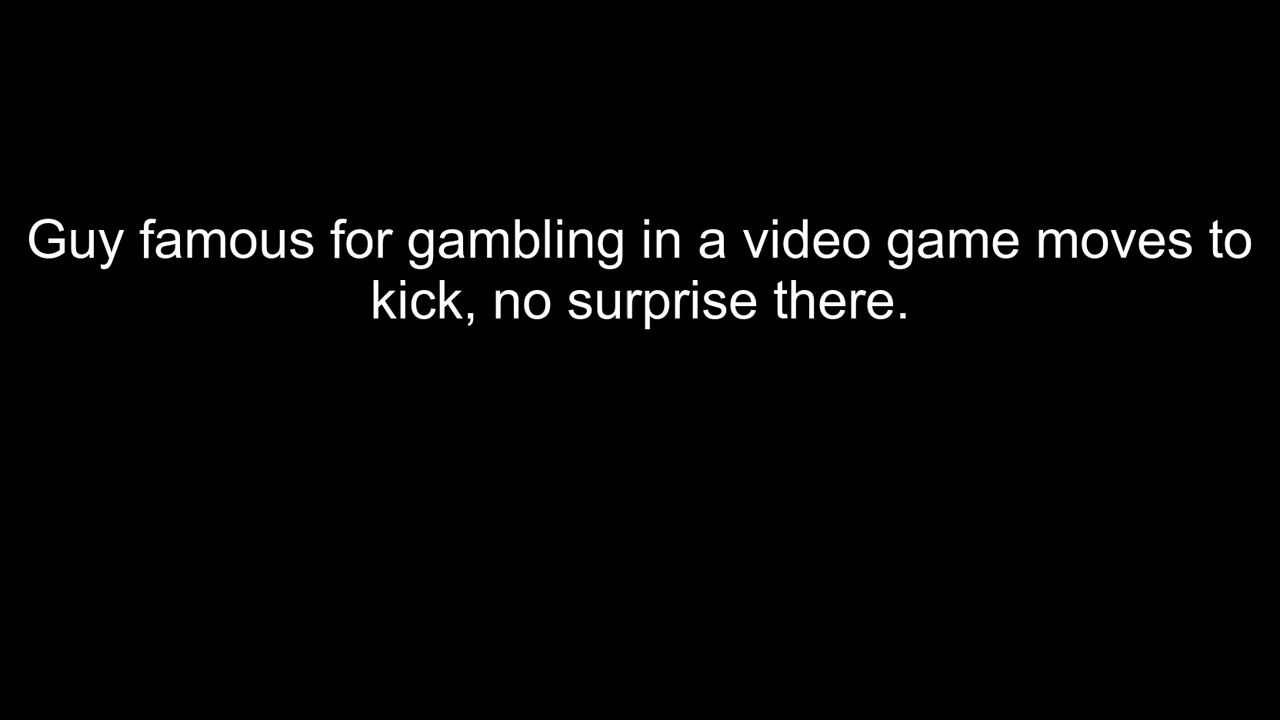 Guy famous for gambling in a video game moves to
kick, no surprise there.